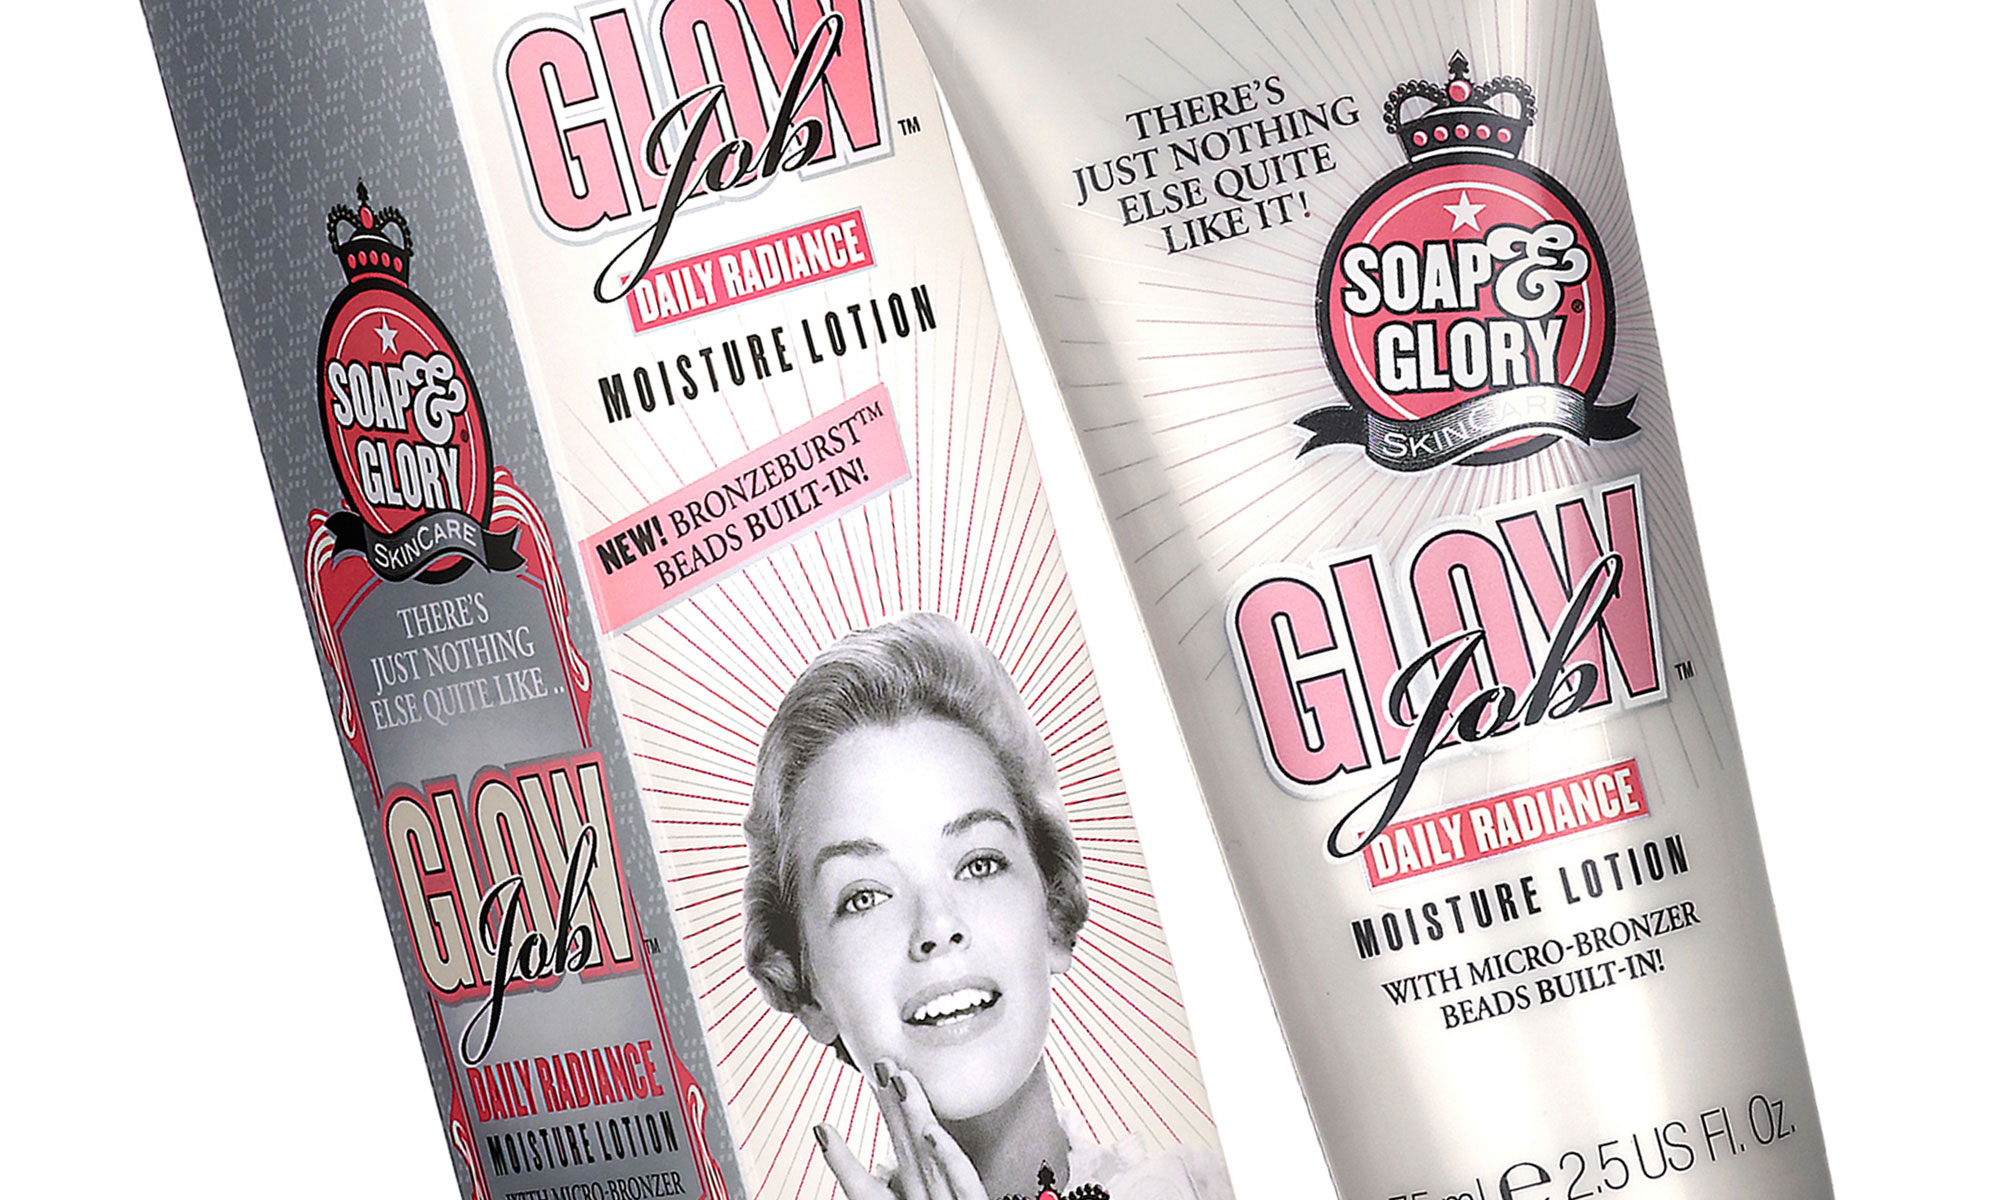 SOAP&
GLORY®
SKINCARE
THERE'S
JUST NOTHING
ELSE QUITE LIKE ..
GLOW
Job
TM
DAILY RADIANCE
MOISTURE LOTION
WITH MICRO-BRONZER
GLOW
Job
TM
DAILY RADIANCE
MOISTURE LOTION
NEW! BRONZEBURST™
BEADS BUILT-IN!
THERE'S
JUST NOTHING
ELSE QUITE
LIKE IT!
SOAP&
GLORY®
SKINCARE
GLOW
Job
TM
DAILY RADIANCE
MOISTURE LOTION
WITH MICRO-BRONZER
BEADS BUILT-IN!
75 ml e 2.5 US Fl. Oz.